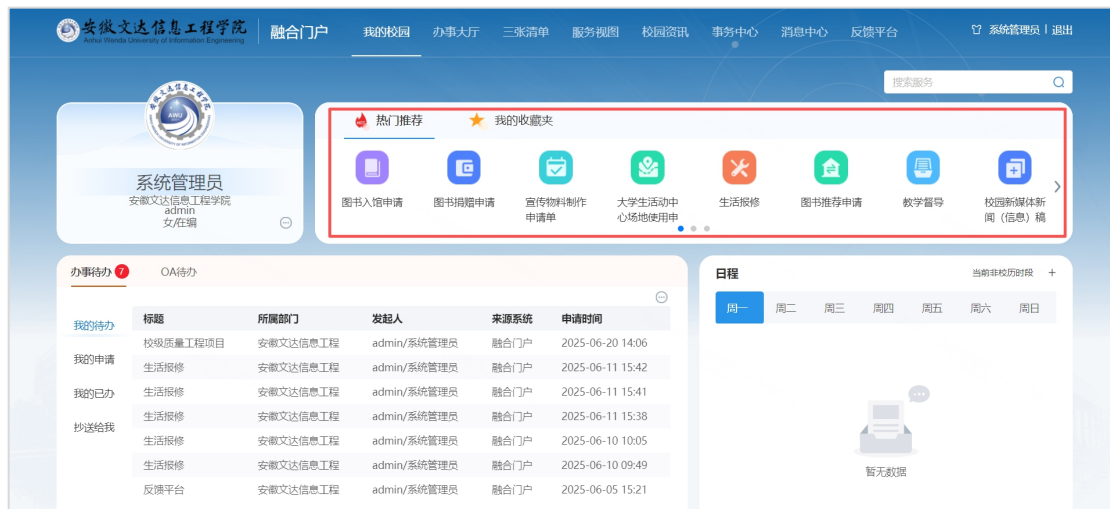 安徽文达信息工程学院
Anhui Wenda University of Information Engineering
融合门户
我的校园 办事大厅 三张清单 服务视图 校园资讯 事务中心 消息中心 反馈平台
系统管理员 | 退出
搜索服务
AWU
系统管理员
安徽文达信息工程学院
admin
女/在编
热门推荐 我的收藏夹
图书入馆申请 图书捐赠申请 宣传物料制作 大学生活动中 生活报修 图书推荐申请 教学督导 校园新媒体新
申请单 心场地使用申 闻（信息）稿
办事待办 7 OA待办
我的待办
我的申请
我的已办
抄送给我
标题 所属部门 发起人 来源系统 申请时间
校级质量工程项目 安徽文达信息工程 admin/系统管理员 融合门户 2025-06-20 14:06
生活报修 安徽文达信息工程 admin/系统管理员 融合门户 2025-06-11 15:42
生活报修 安徽文达信息工程 admin/系统管理员 融合门户 2025-06-11 15:41
生活报修 安徽文达信息工程 admin/系统管理员 融合门户 2025-06-11 15:38
生活报修 安徽文达信息工程 admin/系统管理员 融合门户 2025-06-10 10:05
生活报修 安徽文达信息工程 admin/系统管理员 融合门户 2025-06-10 09:49
反馈平台 安徽文达信息工程 admin/系统管理员 融合门户 2025-06-05 15:21
日程 当前非校历时段 +
周一 周二 周三 周四 周五 周六 周日
暂无数据